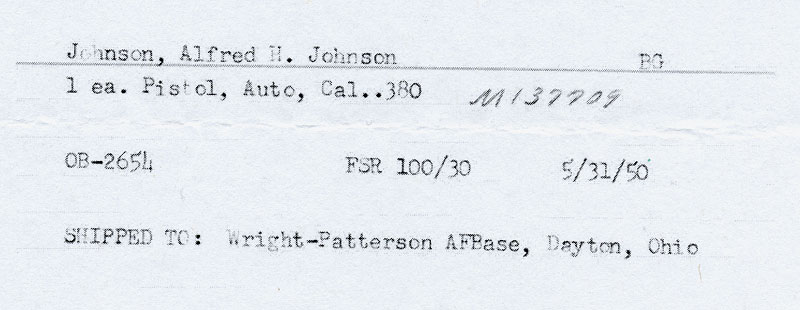 Johnson, Alfred H. Johnson BG
1 ea. Pistol, Auto, Cal..380 M137709
OB-2654 FSR 100/30 5/31/50
SHIPPED TO: Wright-Patterson AFBase, Dayton, Ohio